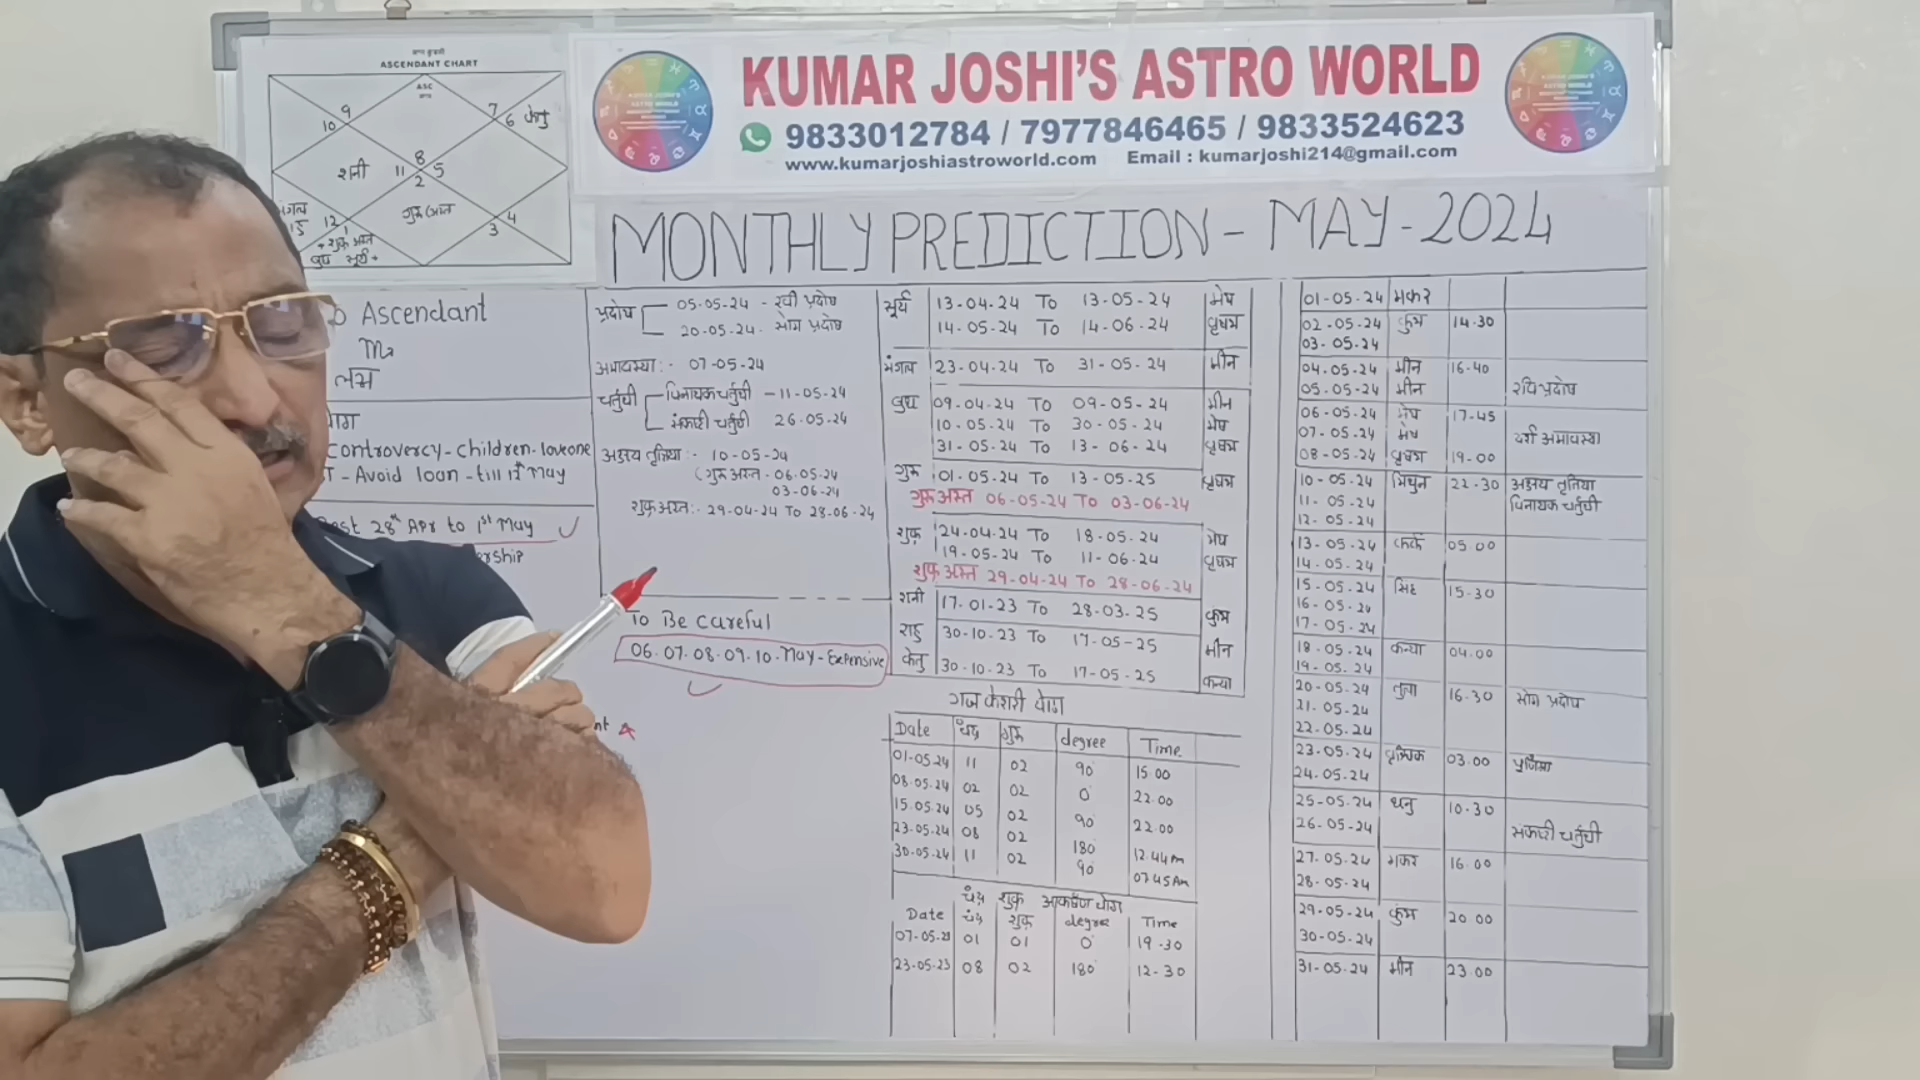 जन्म कुंडली
ASCENDANT CHART
ASC
लग्न
9
10
7
6 केतु
शनी 11
8
5
2
मंगल
15
12
1
शुक्र अस्त
बुध सूर्य
गुरू
4
3
KUMAR JOSHI'S ASTRO WORLD
9833012784 / 7977846465 / 9833524623
www.kumarjoshiastroworld.com Email : kumarjoshi214@gmail.com
MONTHLY PREDICTION - MAY - 2024
Ascendant
♏
लग्न
योग
Controvercy - children - loveone
T - Avoid loan - till 12th May
Best 28th Apr to 1st May
ership
nt
प्रदोष
05-05-24 - रवी प्रदोष
20-05-24 - सोम प्रदोष
अमावस्या :- 07-05-24
चर्तुथी
विनायक चर्तुथी - 11-05-24
संकष्टी चर्तुथी 26.05.24
अक्षय तृतिया :- 10-05-24
(गुरू अस्त - 06.05.24
03-06-24
शुक्र अस्त :- 29-04-24 TO 28-06-24
To Be careful
06.07.08.09.10.May - Expensive
सूर्य 13-04-24 TO 13-05-24 मेष
14-05-24 TO 14-06-24 वृषभ
मंगल 23-04-24 TO 31-05-24 मीन
बुध 09-04-24 TO 09-05-24 मीन
10-05-24 TO 30-05-24 मेष
31-05-24 TO 13-06-24 वृषभ
गुरू 01-05-24 TO 13-05-25 वृषभ
गुरू अस्त 06-05-24 TO 03-06-24
शुक्र 24-04-24 TO 18-05-24 मेष
19-05-24 TO 11-06-24 वृषभ
शुक्र अस्त 29-04-24 TO 28-06-24
शनी 17-01-23 TO 28-03-25 कुंभ
राहु 30-10-23 TO 17-05-25 मीन
केतु 30-10-23 TO 17-05-25 कन्या
गज केशरी योग
Date चंद्र गुरू degree Time
01-05.24 11 02 90° 15.00
08.05.24 02 02 0° 22.00
15.05.24 05 02 90° 22.00
23.05.24 08 02 180° 12.44 Pm
30-05-24 11 02 90° 07.45 Am
चंद्र शुक्र आकर्षण योग
Date चंद्र शुक्र degree Time
07-05-23 01 01 0° 19-30
23-05-23 08 02 180° 12-30
01-05-24 मकर
02-05-24 कुंभ 14.30
03-05-24
04-05-24 मीन 16.40
05-05-24 मीन रवि प्रदोष
06-05-24 मेष 17-45
07-05-24 मेष दर्श अमावस्या
08-05-24 वृषभ 19-00
10-05-24 मिथुन 22.30 अक्षय तृतिया
11-05-24 विनायक चर्तुथी
12-05-24
13-05-24 कर्क 05.00
14-05-24
15-05-24 सिंह 15.30
16-05-24
17-05-24
18-05-24 कन्या 04.00
19-05-24
20-05-24 तुला 16.30 सोम प्रदोष
21-05-24
22-05-24
23-05-24 वृश्चिक 03.00 पुर्णिमा
24-05-24
25-05-24 धनु 10.30
26-05-24 संकष्टी चर्तुथी
27-05-24 मकर 16.00
28-05-24
29-05-24 कुंभ 20.00
30-05-24
31-05-24 मीन 23.00